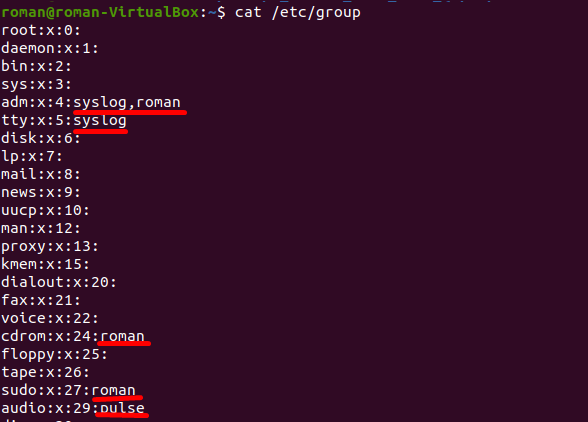 roman@roman-VirtualBox:~$ cat /etc/group
root:x:0:
daemon:x:1:
bin:x:2:
sys:x:3:
adm:x:4:syslog,roman
tty:x:5:syslog
disk:x:6:
lp:x:7:
mail:x:8:
news:x:9:
uucp:x:10:
man:x:12:
proxy:x:13:
kmem:x:15:
dialout:x:20:
fax:x:21:
voice:x:22:
cdrom:x:24:roman
floppy:x:25:
tape:x:26:
sudo:x:27:roman
audio:x:29:pulse